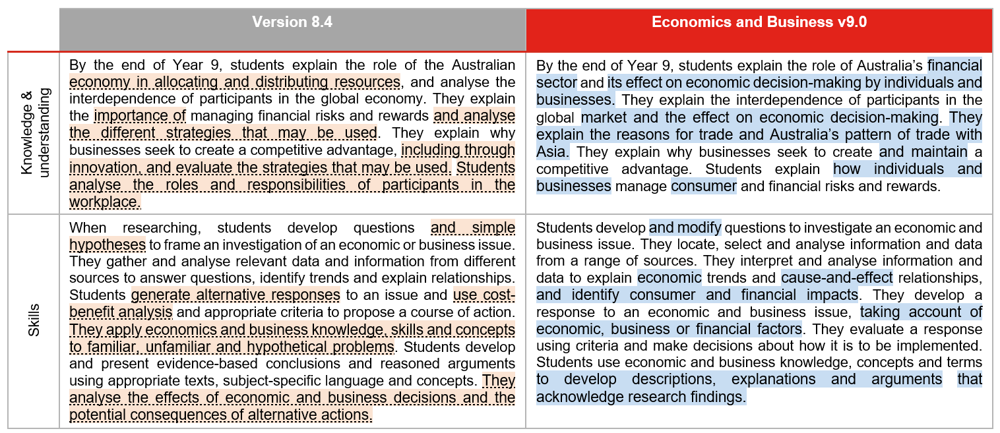 Version 8.4
Economics and Business v9.0
Knowledge &
understanding
By the end of Year 9, students explain the role of the Australian
economy in allocating and distributing resources, and analyse the
interdependence of participants in the global economy. They explain
the importance of managing financial risks and rewards and analyse
the different strategies that may be used. They explain why
businesses seek to create a competitive advantage, including through
innovation, and evaluate the strategies that may be used. Students
analyse the roles and responsibilities of participants in the
workplace.
By the end of Year 9, students explain the role of Australia’s financial
sector and its effect on economic decision-making by individuals and
businesses. They explain the interdependence of participants in the
global market and the effect on economic decision-making. They
explain the reasons for trade and Australia’s pattern of trade with
Asia. They explain why businesses seek to create and maintain a
competitive advantage. Students explain how individuals and
businesses manage consumer and financial risks and rewards.
Skills
When researching, students develop questions and simple
hypotheses to frame an investigation of an economic or business issue.
They gather and analyse relevant data and information from different
sources to answer questions, identify trends and explain relationships.
Students generate alternative responses to an issue and use cost-
benefit analysis and appropriate criteria to propose a course of action.
They apply economics and business knowledge, skills and concepts
to familiar, unfamiliar and hypothetical problems. Students develop
and present evidence-based conclusions and reasoned arguments
using appropriate texts, subject-specific language and concepts. They
analyse the effects of economic and business decisions and the
potential consequences of alternative actions.
Students develop and modify questions to investigate an economic and
business issue. They locate, select and analyse information and data
from a range of sources. They interpret and analyse information and
data to explain economic trends and cause-and-effect relationships,
and identify consumer and financial impacts. They develop a
response to an economic and business issue, taking account of
economic, business or financial factors. They evaluate a response
using criteria and make decisions about how it is to be implemented.
Students use economic and business knowledge, concepts and terms
to develop descriptions, explanations and arguments that
acknowledge research findings.